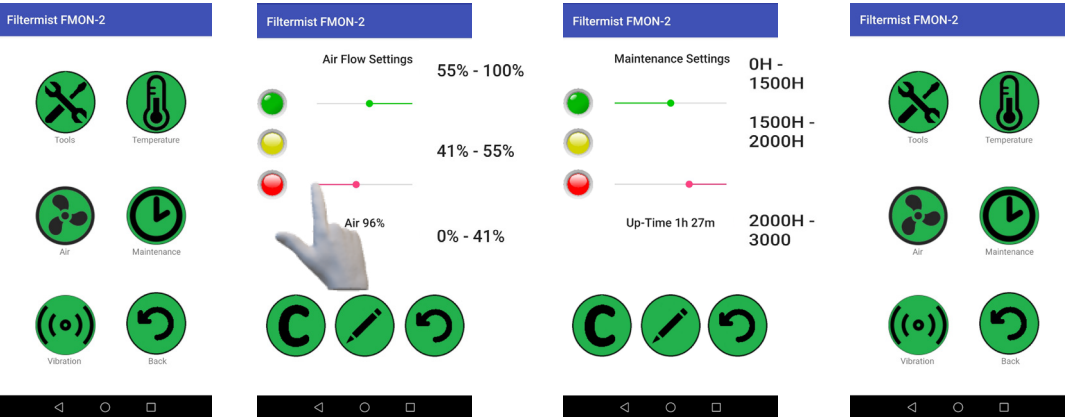 Filtermist FMON-2
Tools
Temperature
Air
Maintenance
Vibration
Back
Filtermist FMON-2
Air Flow Settings
55% - 100%
41% - 55%
Air 96%
0% - 41%
C
Filtermist FMON-2
Maintenance Settings
0H -
1500H
1500H -
2000H
Up-Time 1h 27m
2000H -
3000
C
Filtermist FMON-2
Tools
Temperature
Air
Maintenance
Vibration
Back